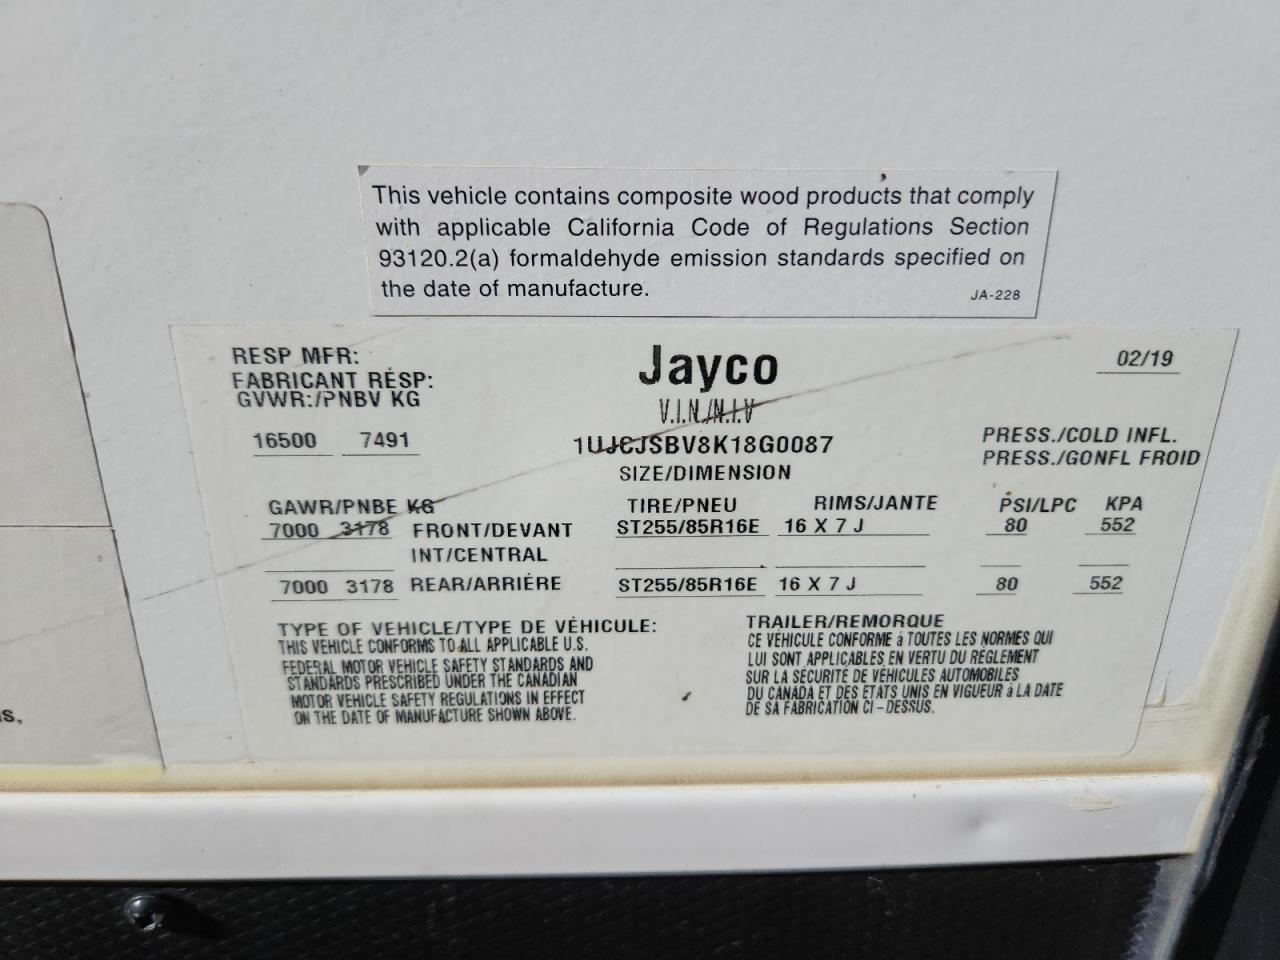 This vehicle contains composite wood products that comply
with applicable California Code of Regulations Section
93120.2(a) formaldehyde emission standards specified on
the date of manufacture.
JA-228
RESP MFR:
FABRICANT RÉSP:
GVWR:/PNBV KG
16500 7491
Jayco
V.I.N./N.I.V
1UJCJSBV8K18G0087
SIZE/DIMENSION
02/19
PRESS./COLD INFL.
PRESS./GONFL FROID
GAWR/PNBE KG TIRE/PNEU RIMS/JANTE PSI/LPC KPA
7000 3178 FRONT/DEVANT ST255/85R16E 16 X 7 J 80 552
INT/CENTRAL
7000 3178 REAR/ARRIÉRE ST255/85R16E 16 X 7 J 80 552
TYPE OF VEHICLE/TYPE DE VÉHICULE: TRAILER/REMORQUE
THIS VEHICLE CONFORMS TO ALL APPLICABLE U.S.
FEDERAL MOTOR VEHICLE SAFETY STANDARDS AND
STANDARDS PRESCRIBED UNDER THE CANADIAN
MOTOR VEHICLE SAFETY REGULATIONS IN EFFECT
ON THE DATE OF MANUFACTURE SHOWN ABOVE.
CE VÉHICULE CONFORME à TOUTES LES NORMES QUI
LUI SONT APPLICABLES EN VERTU DU RÉGLEMENT
SUR LA SÉCURITÉ DE VÉHICULES AUTOMOBILES
DU CANADA ET DES ETATS UNIS EN VIGUEUR à LA DATE
DE SA FABRICATION CI-DESSUS.